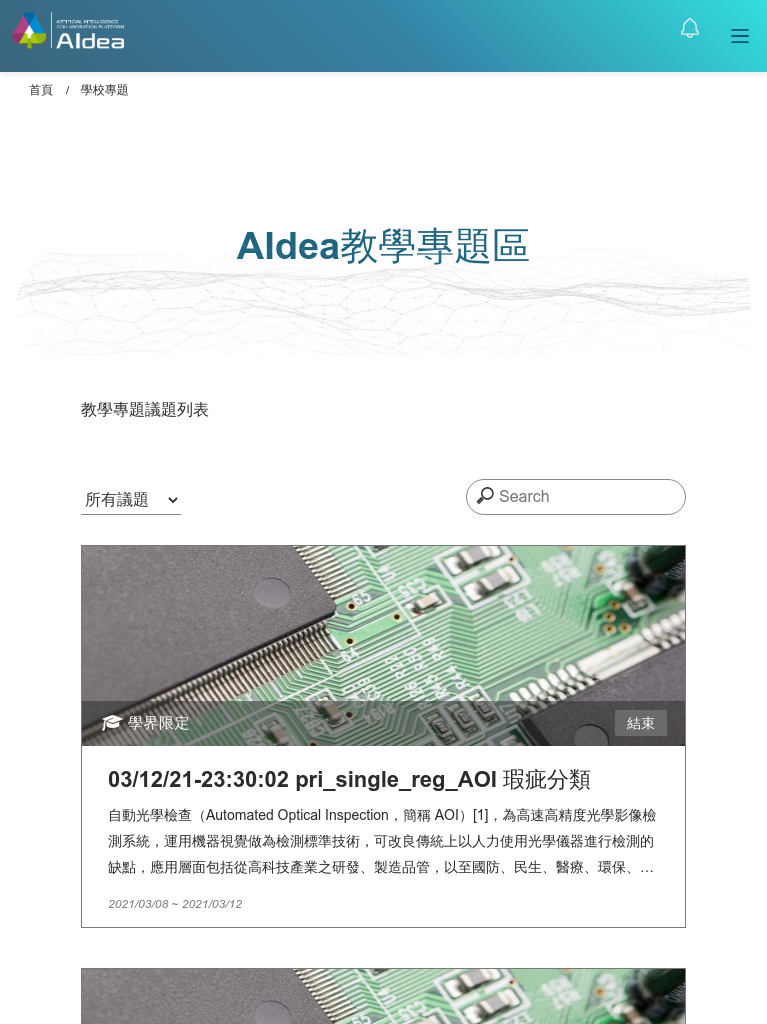 ARTIFICIAL INTELLIGENCE
COLLABORATION PLATFORM
AIdea
首頁 / 學校專題
AIdea教學專題區
教學專題議題列表
所有議題
Search
學界限定
結束
03/12/21-23:30:02 pri_single_reg_AOI 瑕疵分類
自動光學檢查（Automated Optical Inspection，簡稱 AOI）[1]，為高速高精度光學影像檢
測系統，運用機器視覺做為檢測標準技術，可改良傳統上以人力使用光學儀器進行檢測的
缺點，應用層面包括從高科技產業之研發、製造品管，以至國防、民生、醫療、環保、…
2021/03/08 ~ 2021/03/12